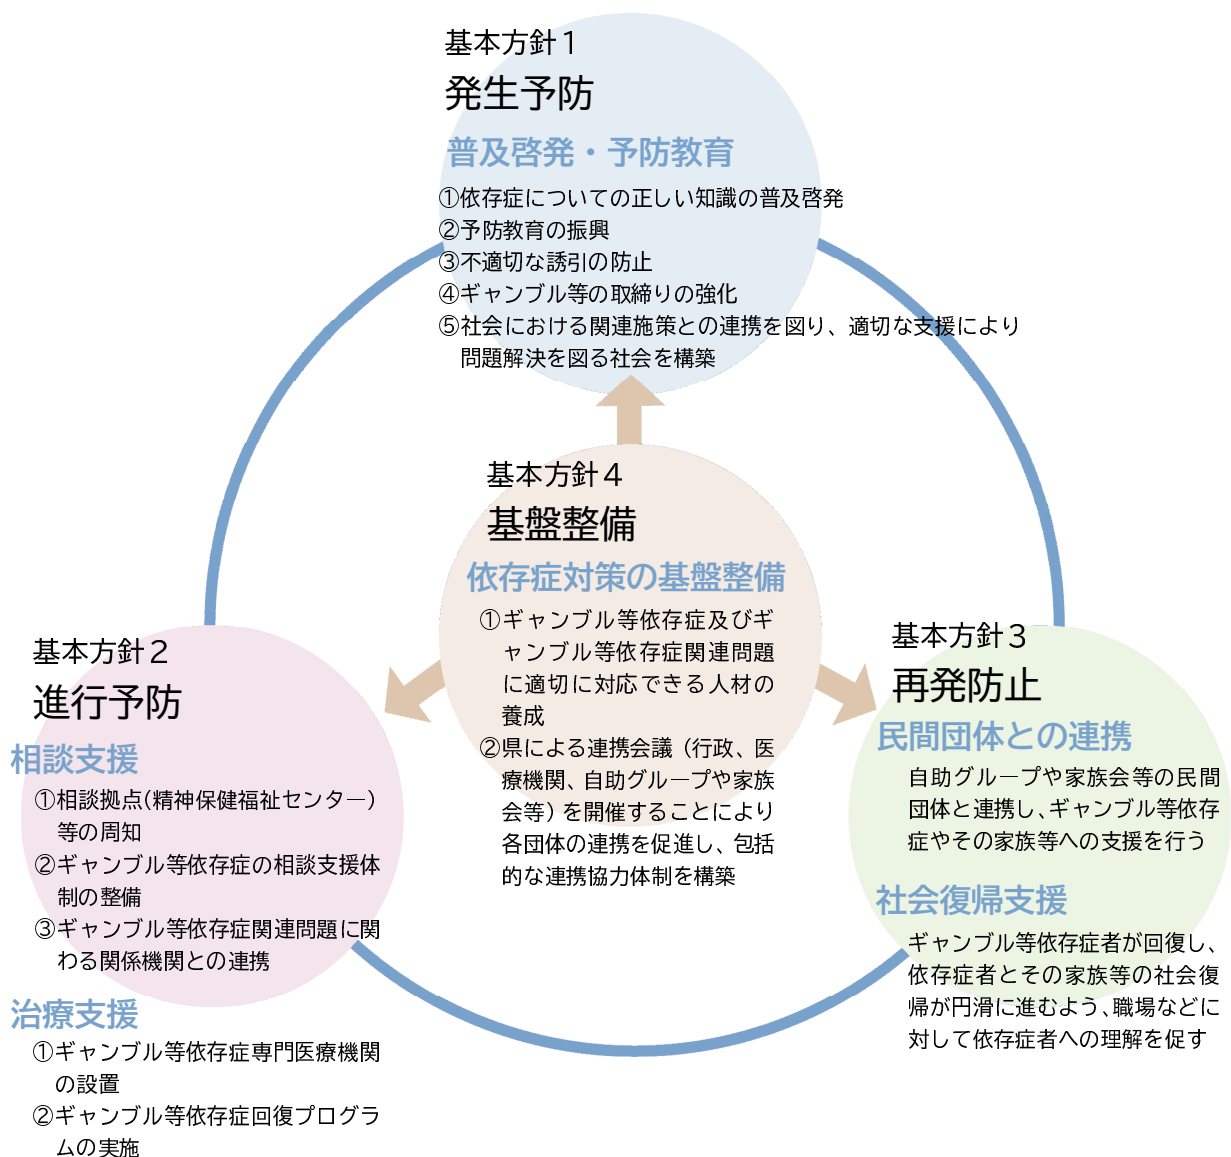 基本方針１
発生予防
普及啓発・予防教育
①依存症についての正しい知識の普及啓発
②予防教育の振興
③不適切な誘引の防止
④ギャンブル等の取締りの強化
⑤社会における関連施策との連携を図り、適切な支援により
問題解決を図る社会を構築
基本方針４
基盤整備
依存症対策の基盤整備
①ギャンブル等依存症及びギ
ャンブル等依存症関連問題
に適切に対応できる人材の
養成
②県による連携会議（行政、医
療機関、自助グループや家族
会等）を開催することにより
各団体の連携を促進し、包括
的な連携協力体制を構築
基本方針２
進行予防
相談支援
①相談拠点（精神保健福祉センター）
等の周知
②ギャンブル等依存症の相談支援体
制の整備
③ギャンブル等依存症関連問題に関
わる関係機関との連携
治療支援
①ギャンブル等依存症専門医療機関
の設置
②ギャンブル等依存症回復プログラ
ムの実施
基本方針３
再発防止
民間団体との連携
自助グループや家族会等の民間
団体と連携し、ギャンブル等依存
症やその家族等への支援を行う
社会復帰支援
ギャンブル等依存症者が回復し、
依存症者とその家族等の社会復
帰が円滑に進むよう、職場などに
対して依存症者への理解を促す